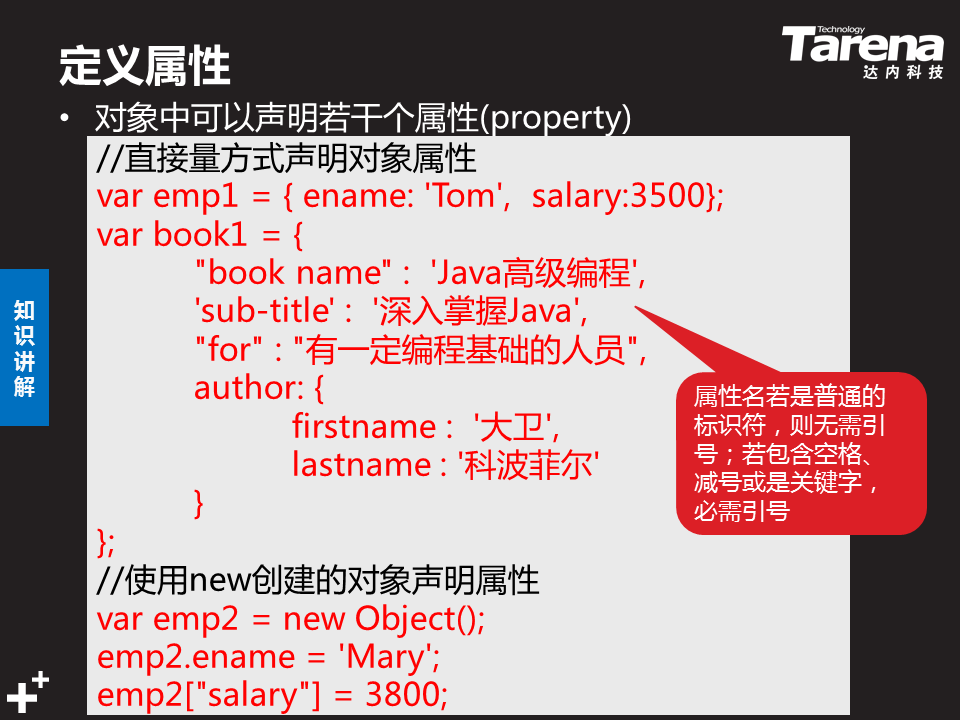 定义属性
Technology
Tarena
达内科技
• 对象中可以声明若干个属性(property)
//直接量方式声明对象属性
var emp1 = { ename: 'Tom',  salary:3500};
var book1 = {
"book name" :  'Java高级编程',
'sub-title' :  '深入掌握Java',
"for" : "有一定编程基础的人员",
author: {
firstname :  '大卫',
lastname : '科波菲尔'
}
};
//使用new创建的对象声明属性
var emp2 = new Object();
emp2.ename = 'Mary';
emp2["salary"] = 3800;
属性名若是普通的
标识符，则无需引
号；若包含空格、
减号或是关键字，
必需引号
知
识
讲
解